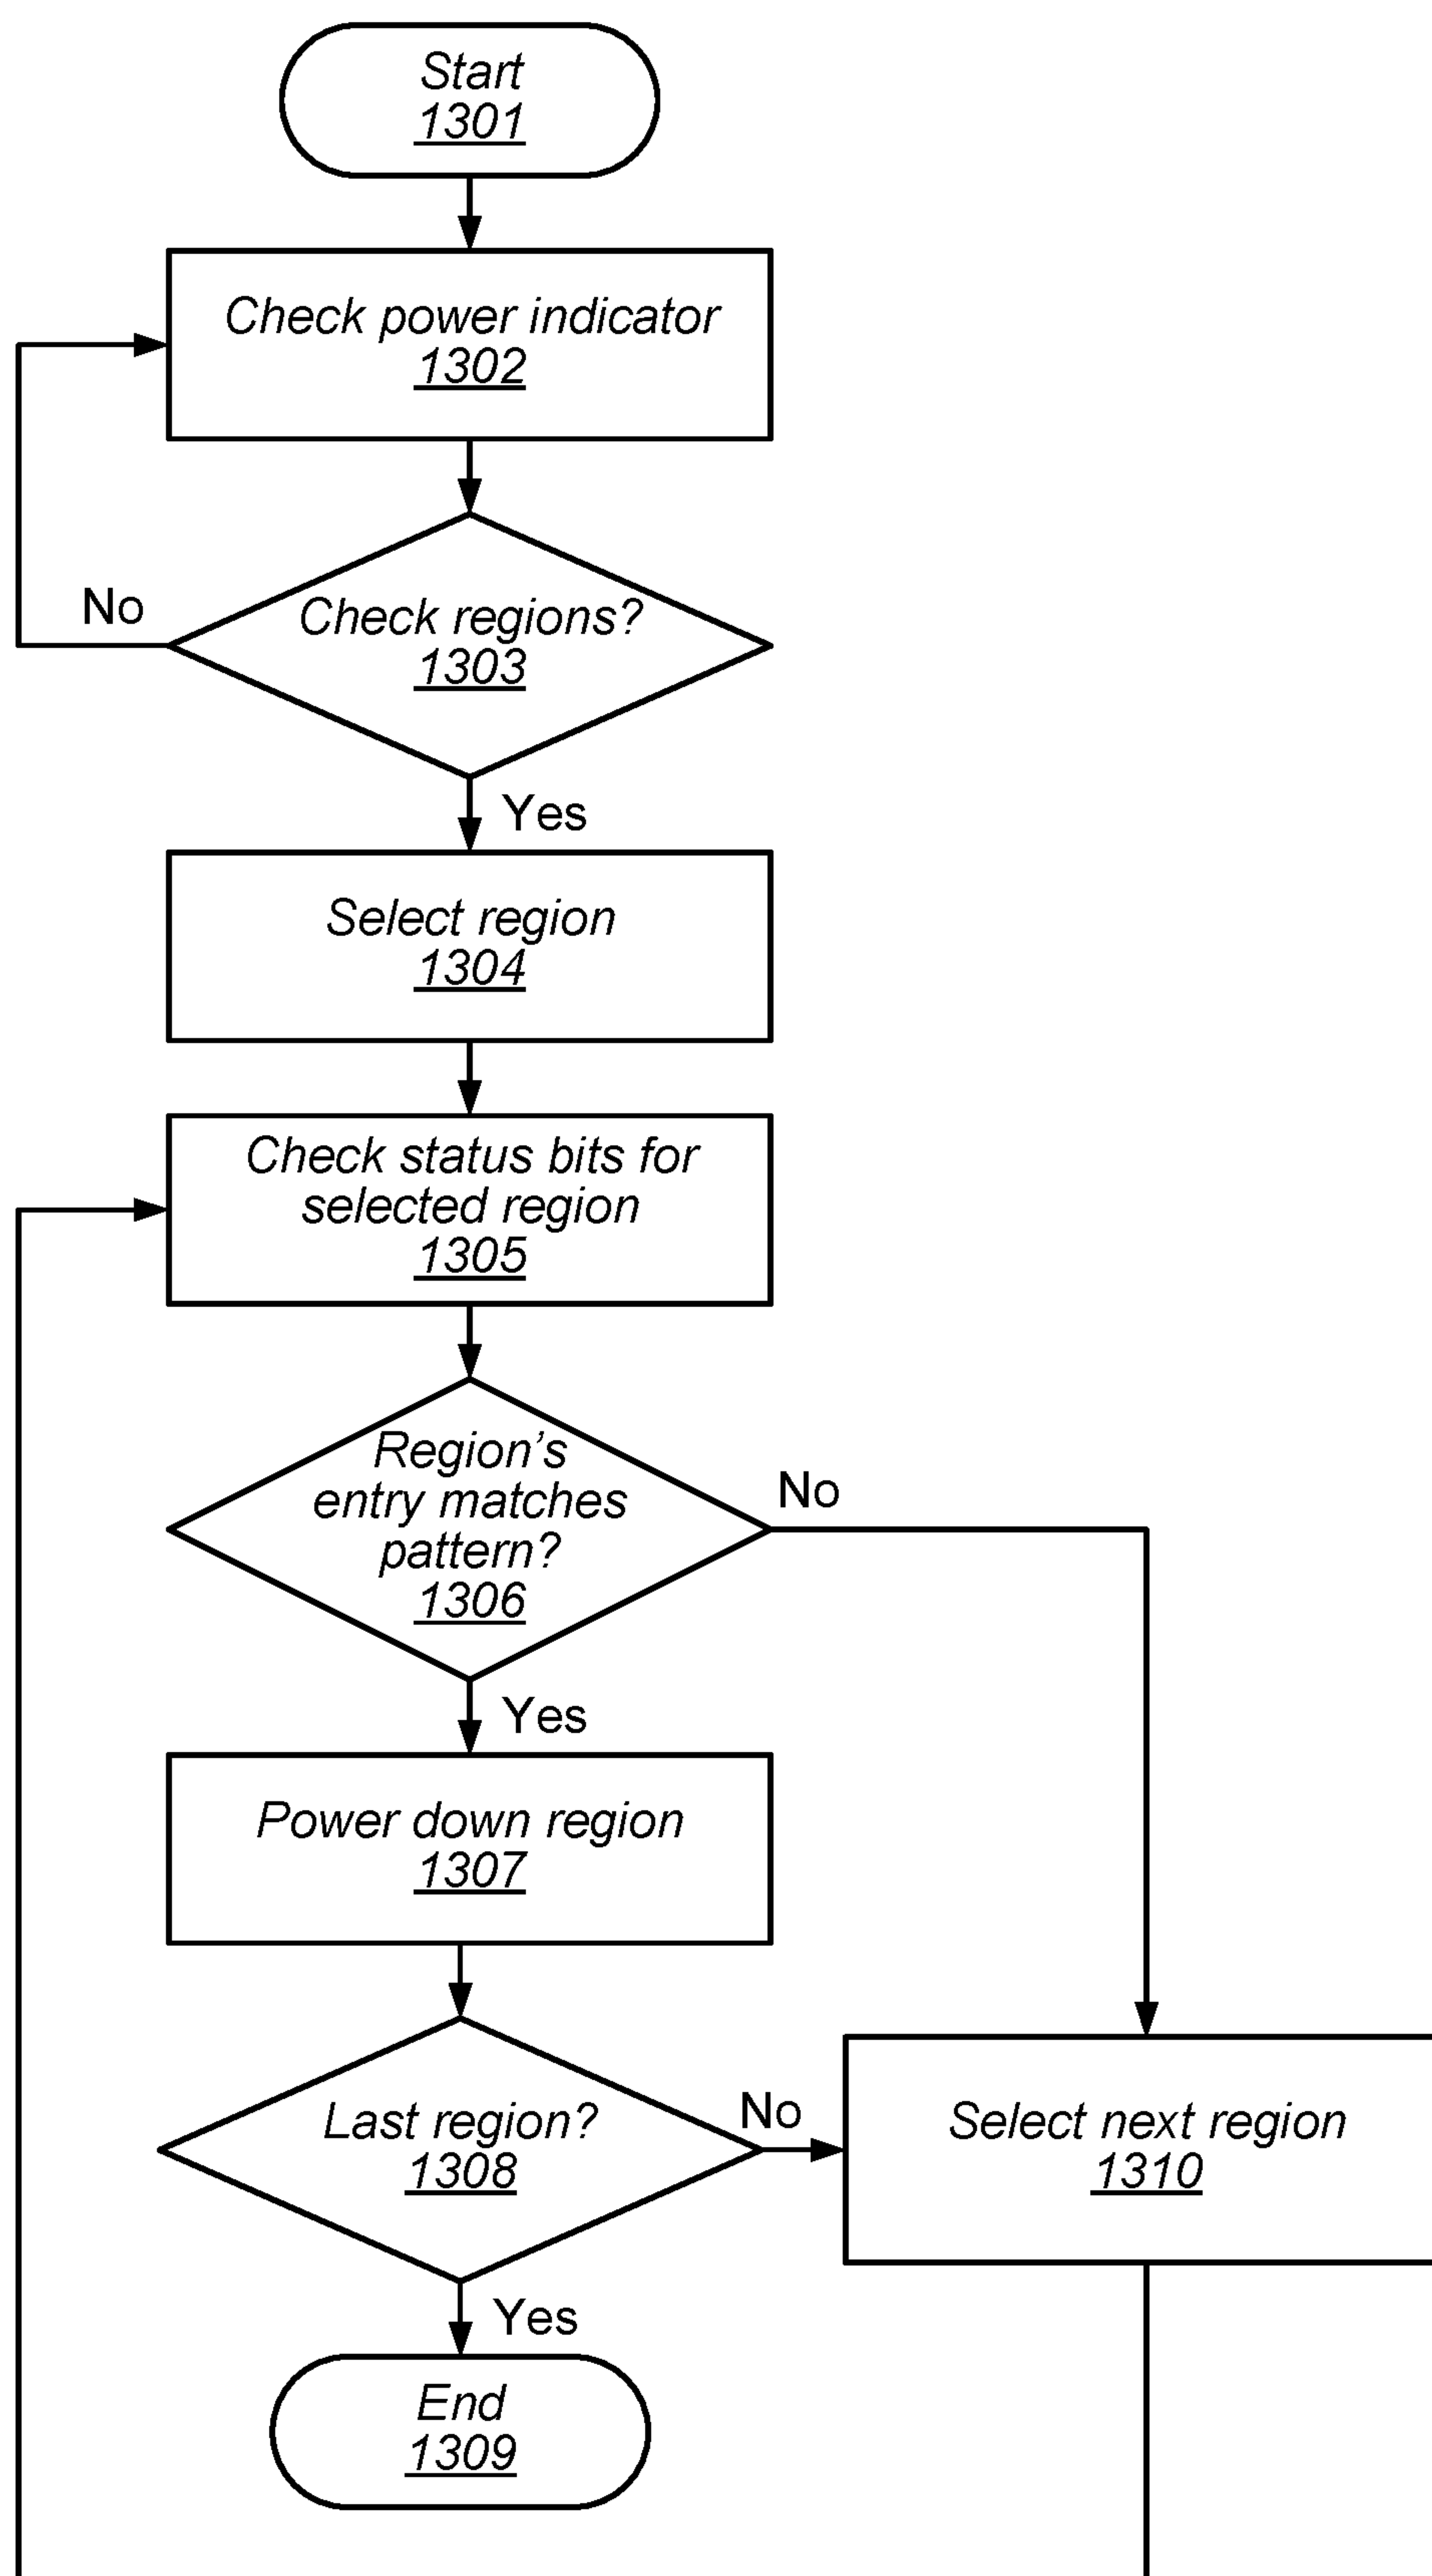 Start
1301
Check power indicator
1302
No
Check regions?
1303
Yes
Select region
1304
Check status bits for
selected region
1305
Region's
entry matches
pattern?
1306
No
Yes
Power down region
1307
Last region?
1308
No
Select next region
1310
Yes
End
1309